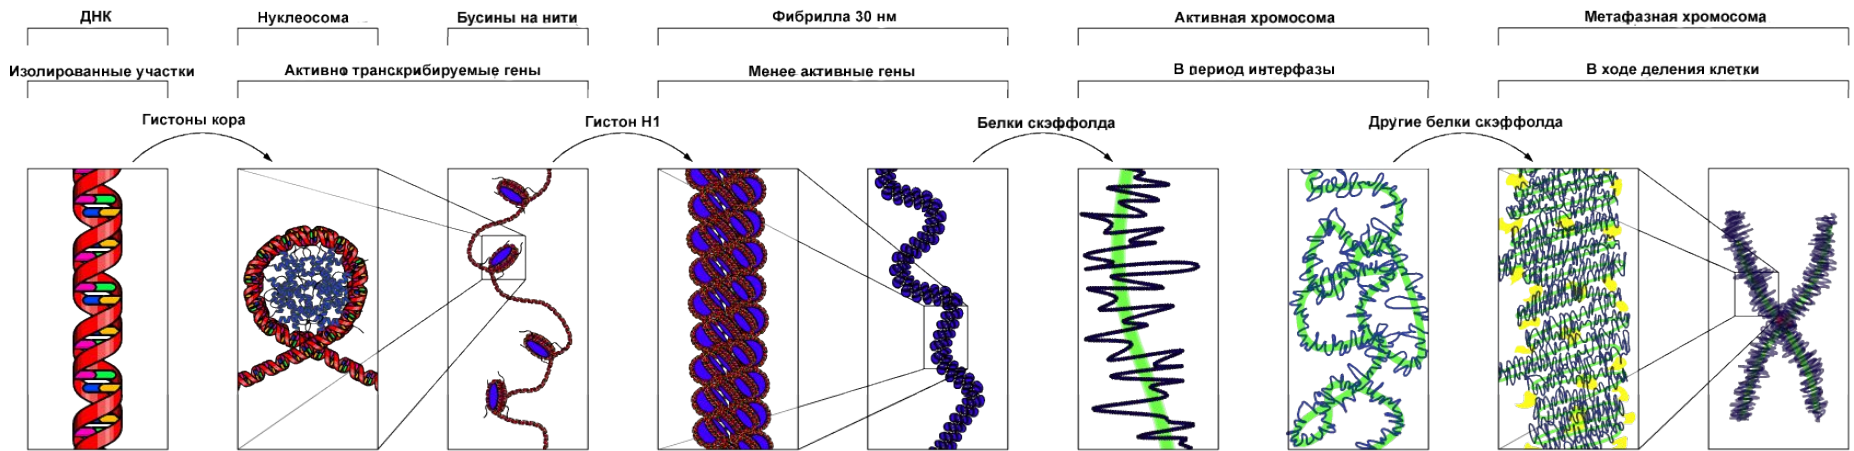 ДНК
Нуклеосома
Бусины на нити
Фибрилла 30 нм
Активная хромосома
Метафазная хромосома
Изолированные участки
Активно транскрибируемые гены
Менее активные гены
В период интерфазы
В ходе деления клетки
Гистоны кора
Гистон H1
Белки скэффолда
Другие белки скэффолда